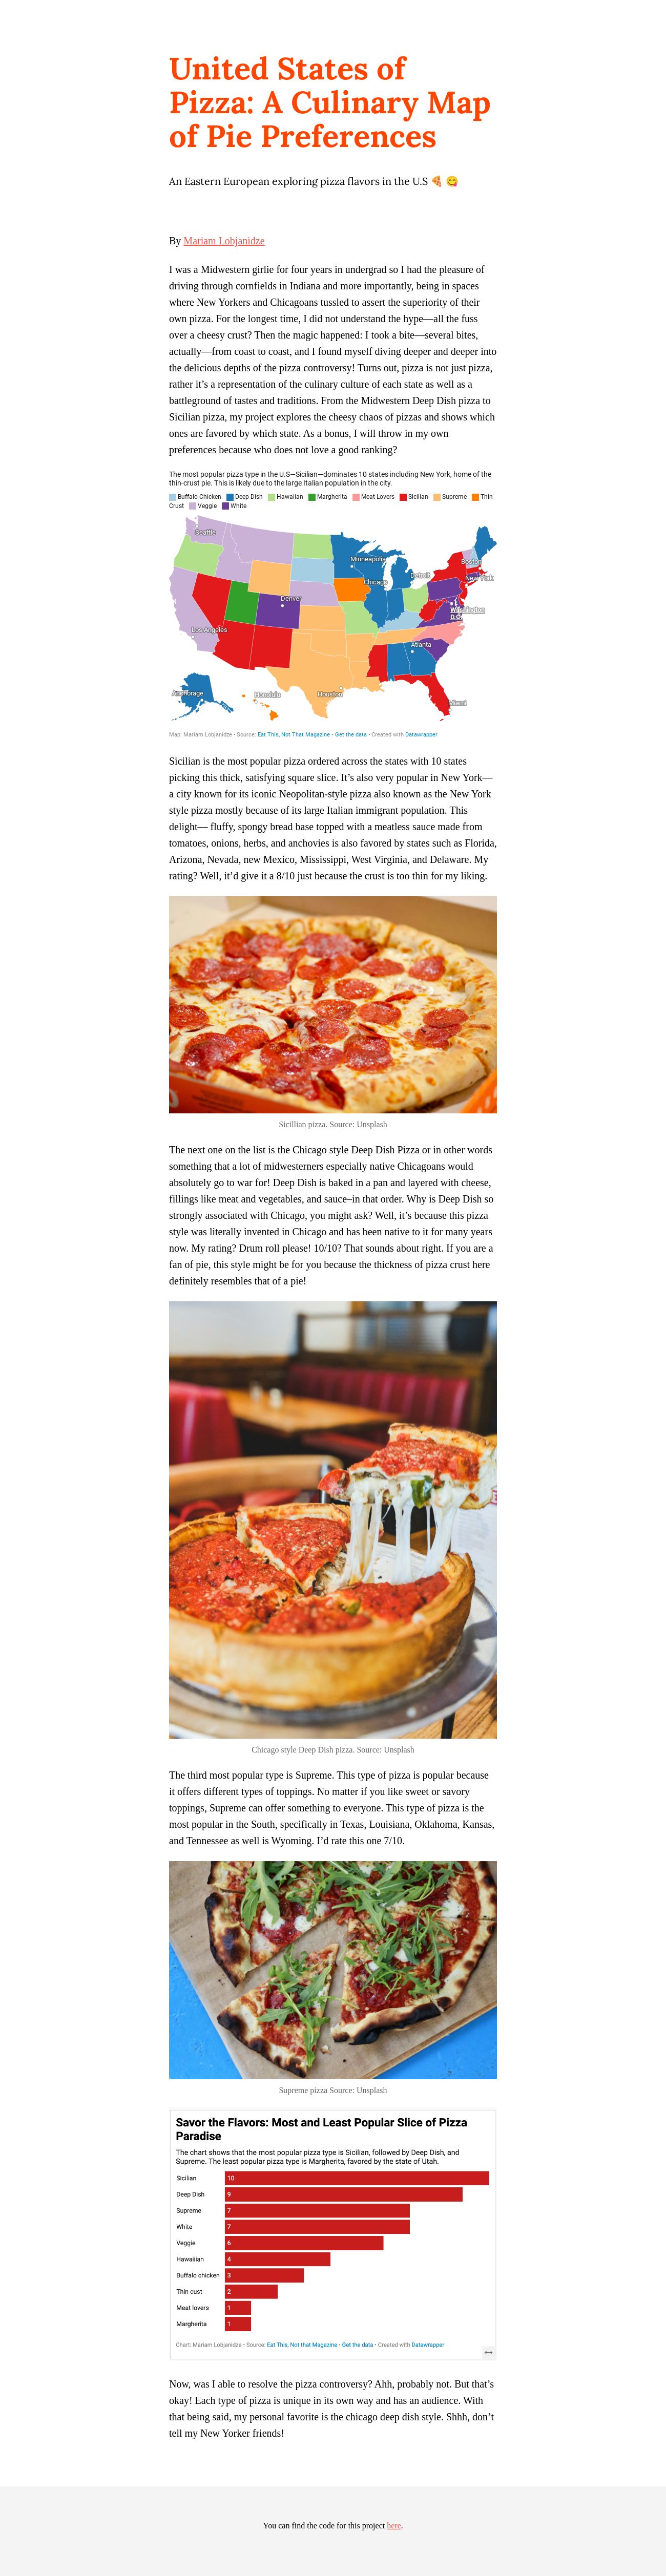 United States of
Pizza: A Culinary Map
of Pie Preferences
An Eastern European exploring pizza flavors in the U.S 🍕 😋
By Mariam Lobjanidze
I was a Midwestern girlie for four years in undergrad so I had the pleasure of
driving through cornfields in Indiana and more importantly, being in spaces
where New Yorkers and Chicagoans tussled to assert the superiority of their
own pizza. For the longest time, I did not understand the hype—all the fuss
over a cheesy crust? Then the magic happened: I took a bite—several bites,
actually—from coast to coast, and I found myself diving deeper and deeper into
the delicious depths of the pizza controversy! Turns out, pizza is not just pizza,
rather it’s a representation of the culinary culture of each state as well as a
battleground of tastes and traditions. From the Midwestern Deep Dish pizza to
Sicilian pizza, my project explores the cheesy chaos of pizzas and shows which
ones are favored by which state. As a bonus, I will throw in my own
preferences because who does not love a good ranking?
The most popular pizza type in the U.S—Sicilian—dominates 10 states including New York, home of the
thin-crust pie. This is likely due to the large Italian population in the city.
Buffalo Chicken Deep Dish Hawaiian Margherita Meat Lovers Sicilian Supreme Thin
Crust Veggie White
Seattle
Minneapolis
Boston
Detroit
New York
Chicago
Denver
Washington
D.C.
Los Angeles
Atlanta
Anchorage
Honolulu
Houston
Miami
Map: Mariam Lobjanidze • Source: Eat This, Not That Magazine • Get the data • Created with Datawrapper
Sicilian is the most popular pizza ordered across the states with 10 states
picking this thick, satisfying square slice. It’s also very popular in New York—
a city known for its iconic Neopolitan-style pizza also known as the New York
style pizza mostly because of its large Italian immigrant population. This
delight— fluffy, spongy bread base topped with a meatless sauce made from
tomatoes, onions, herbs, and anchovies is also favored by states such as Florida,
Arizona, Nevada, new Mexico, Mississippi, West Virginia, and Delaware. My
rating? Well, it’d give it a 8/10 just because the crust is too thin for my liking.
Sicillian pizza. Source: Unsplash
The next one on the list is the Chicago style Deep Dish Pizza or in other words
something that a lot of midwesterners especially native Chicagoans would
absolutely go to war for! Deep Dish is baked in a pan and layered with cheese,
fillings like meat and vegetables, and sauce–in that order. Why is Deep Dish so
strongly associated with Chicago, you might ask? Well, it’s because this pizza
style was literally invented in Chicago and has been native to it for many years
now. My rating? Drum roll please! 10/10? That sounds about right. If you are a
fan of pie, this style might be for you because the thickness of pizza crust here
definitely resembles that of a pie!
Chicago style Deep Dish pizza. Source: Unsplash
The third most popular type is Supreme. This type of pizza is popular because
it offers different types of toppings. No matter if you like sweet or savory
toppings, Supreme can offer something to everyone. This type of pizza is the
most popular in the South, specifically in Texas, Louisiana, Oklahoma, Kansas,
and Tennessee as well is Wyoming. I’d rate this one 7/10.
Supreme pizza Source: Unsplash
Savor the Flavors: Most and Least Popular Slice of Pizza
Paradise
The chart shows that the most popular pizza type is Sicilian, followed by Deep Dish, and
Supreme. The least popular pizza type is Margherita, favored by the state of Utah.
Sicilian 10
Deep Dish 9
Supreme 7
White 7
Veggie 6
Hawaiian 4
Buffalo chicken 3
Thin cust 2
Meat lovers 1
Margherita 1
Chart: Mariam Lobjanidze • Source: Eat This, Not that Magazine • Get the data • Created with Datawrapper
Now, was I able to resolve the pizza controversy? Ahh, probably not. But that’s
okay! Each type of pizza is unique in its own way and has an audience. With
that being said, my personal favorite is the chicago deep dish style. Shhh, don’t
tell my New Yorker friends!
You can find the code for this project here.